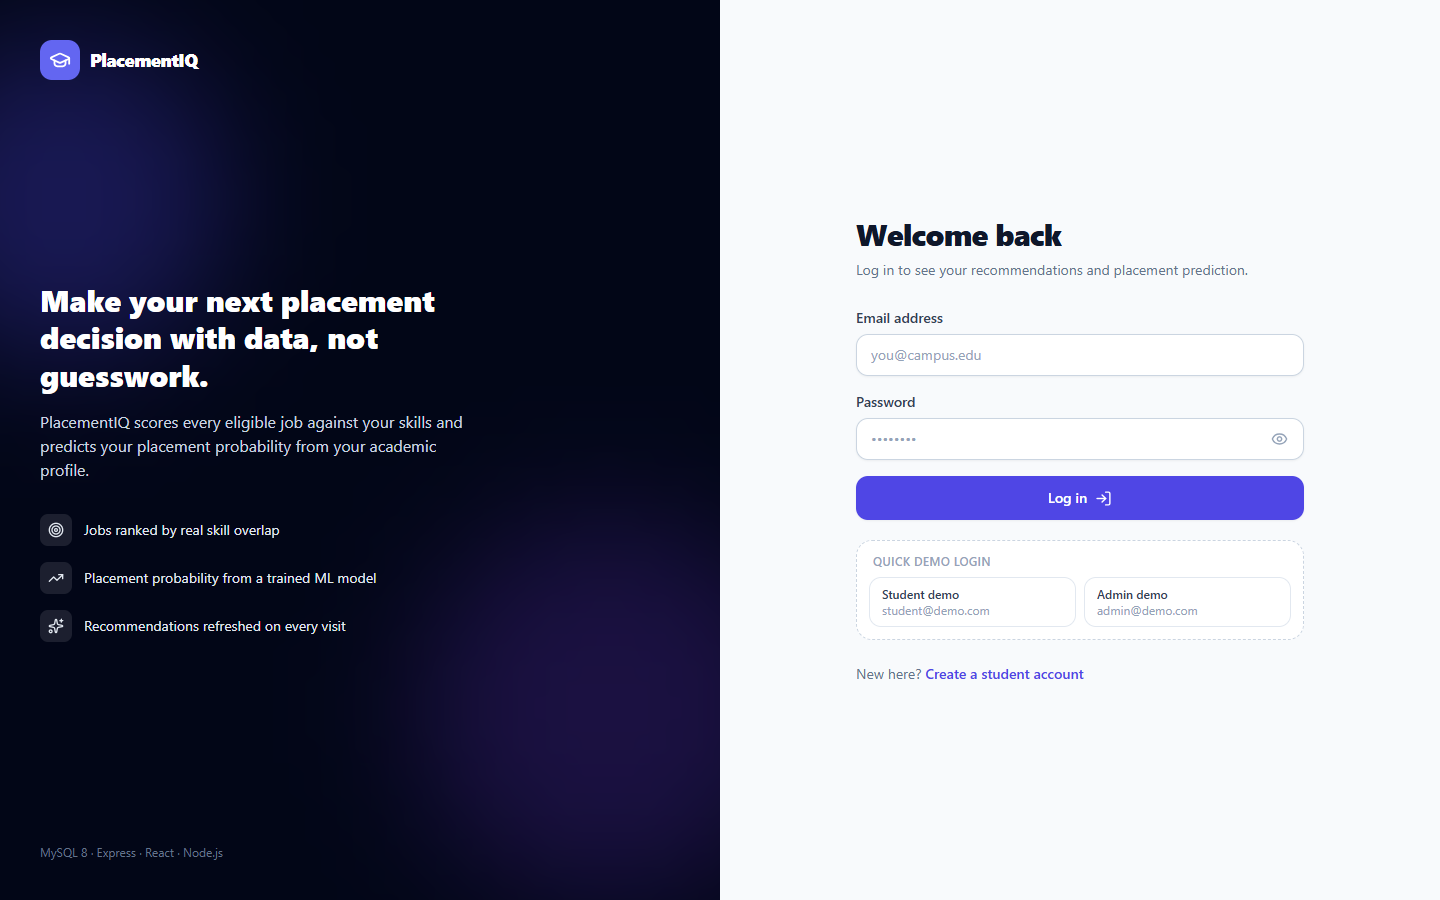 PlacementIQ
Make your next placement
decision with data, not
guesswork.
PlacementIQ scores every eligible job against your skills and
predicts your placement probability from your academic
profile.
Jobs ranked by real skill overlap
Placement probability from a trained ML model
Recommendations refreshed on every visit
MySQL 8 · Express · React · Node.js
Welcome back
Log in to see your recommendations and placement prediction.
Email address
you@campus.edu
Password
••••••••
Log in
QUICK DEMO LOGIN
Student demo
student@demo.com
Admin demo
admin@demo.com
New here? Create a student account